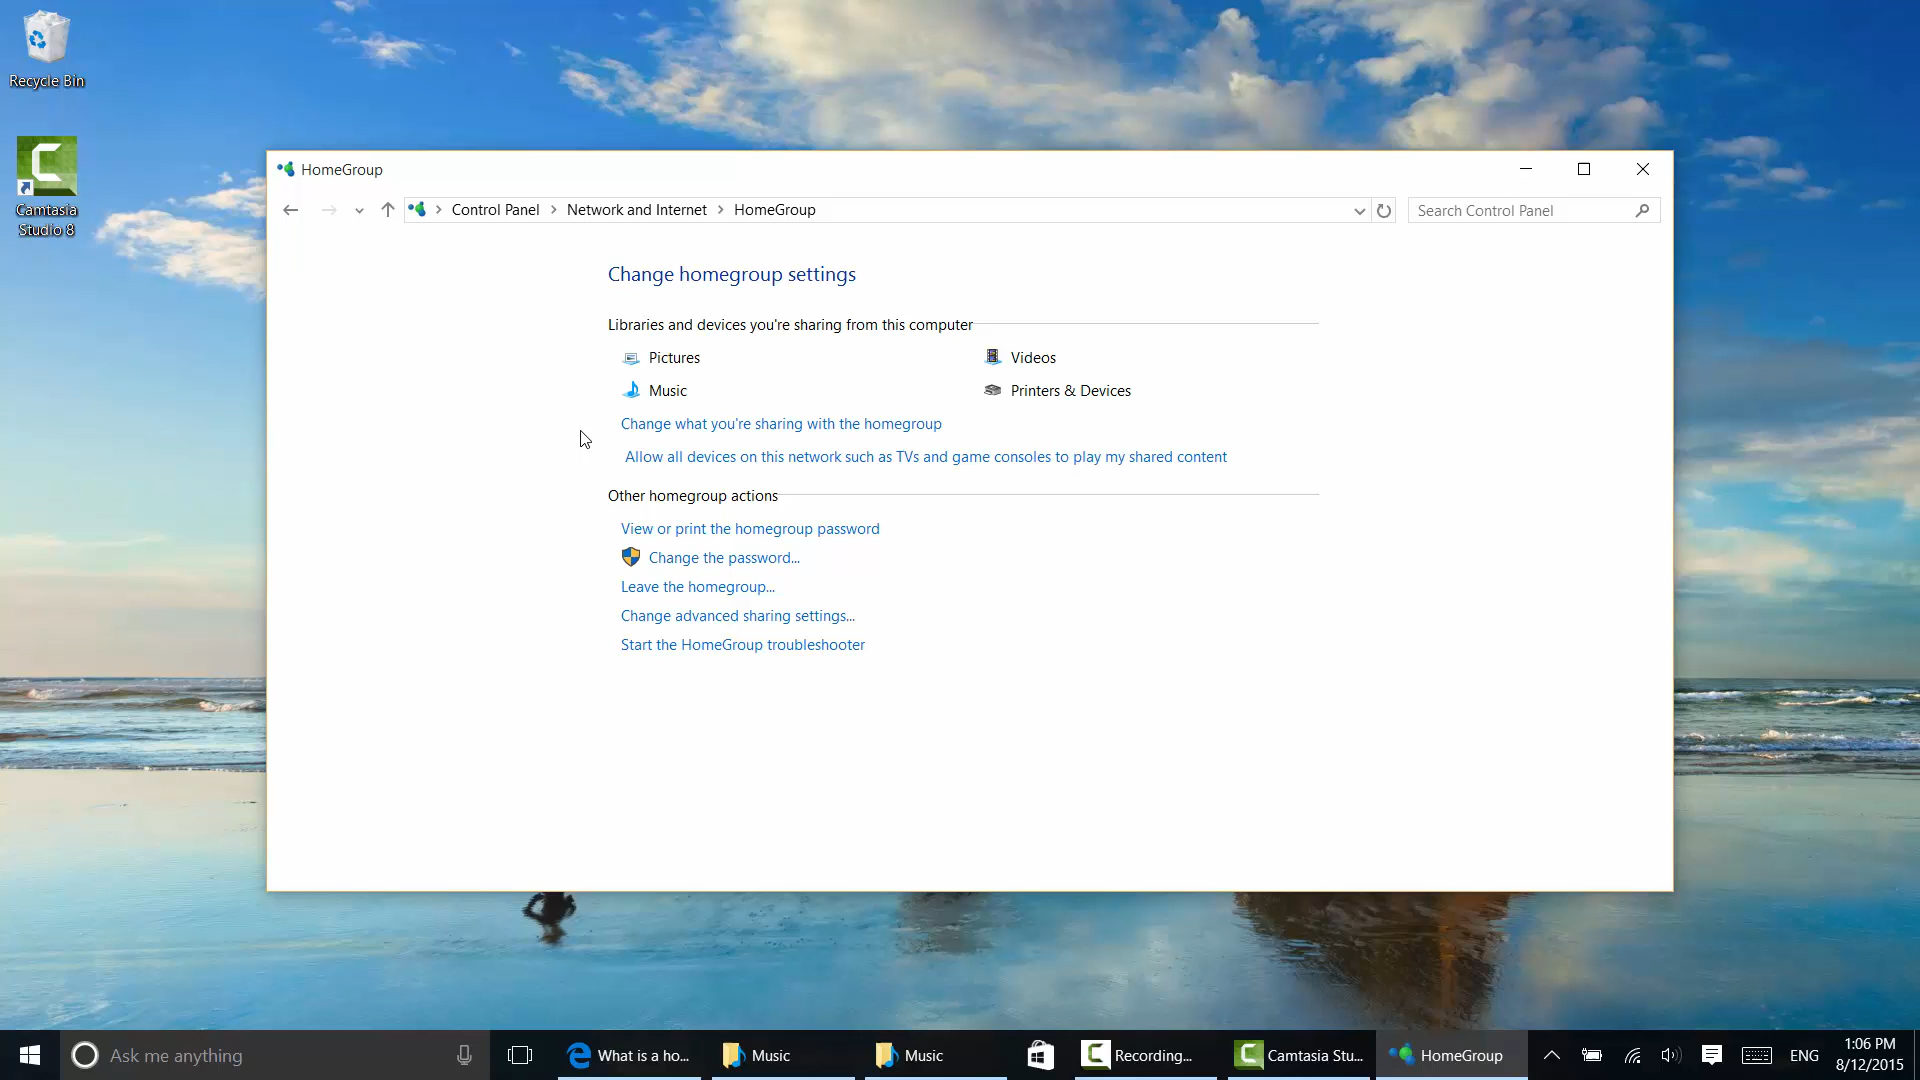 Recycle Bin
Camtasia
Studio 8
HomeGroup
Control Panel > Network and Internet > HomeGroup
Search Control Panel
Change homegroup settings
Libraries and devices you're sharing from this computer
Pictures
Videos
Music
Printers & Devices
Change what you're sharing with the homegroup
Allow all devices on this network such as TVs and game consoles to play my shared content
Other homegroup actions
View or print the homegroup password
Change the password...
Leave the homegroup...
Change advanced sharing settings...
Start the HomeGroup troubleshooter
Ask me anything
What is a ho...
Music
Music
Recording...
Camtasia Stu...
HomeGroup
ENG
1:06 PM
8/12/2015